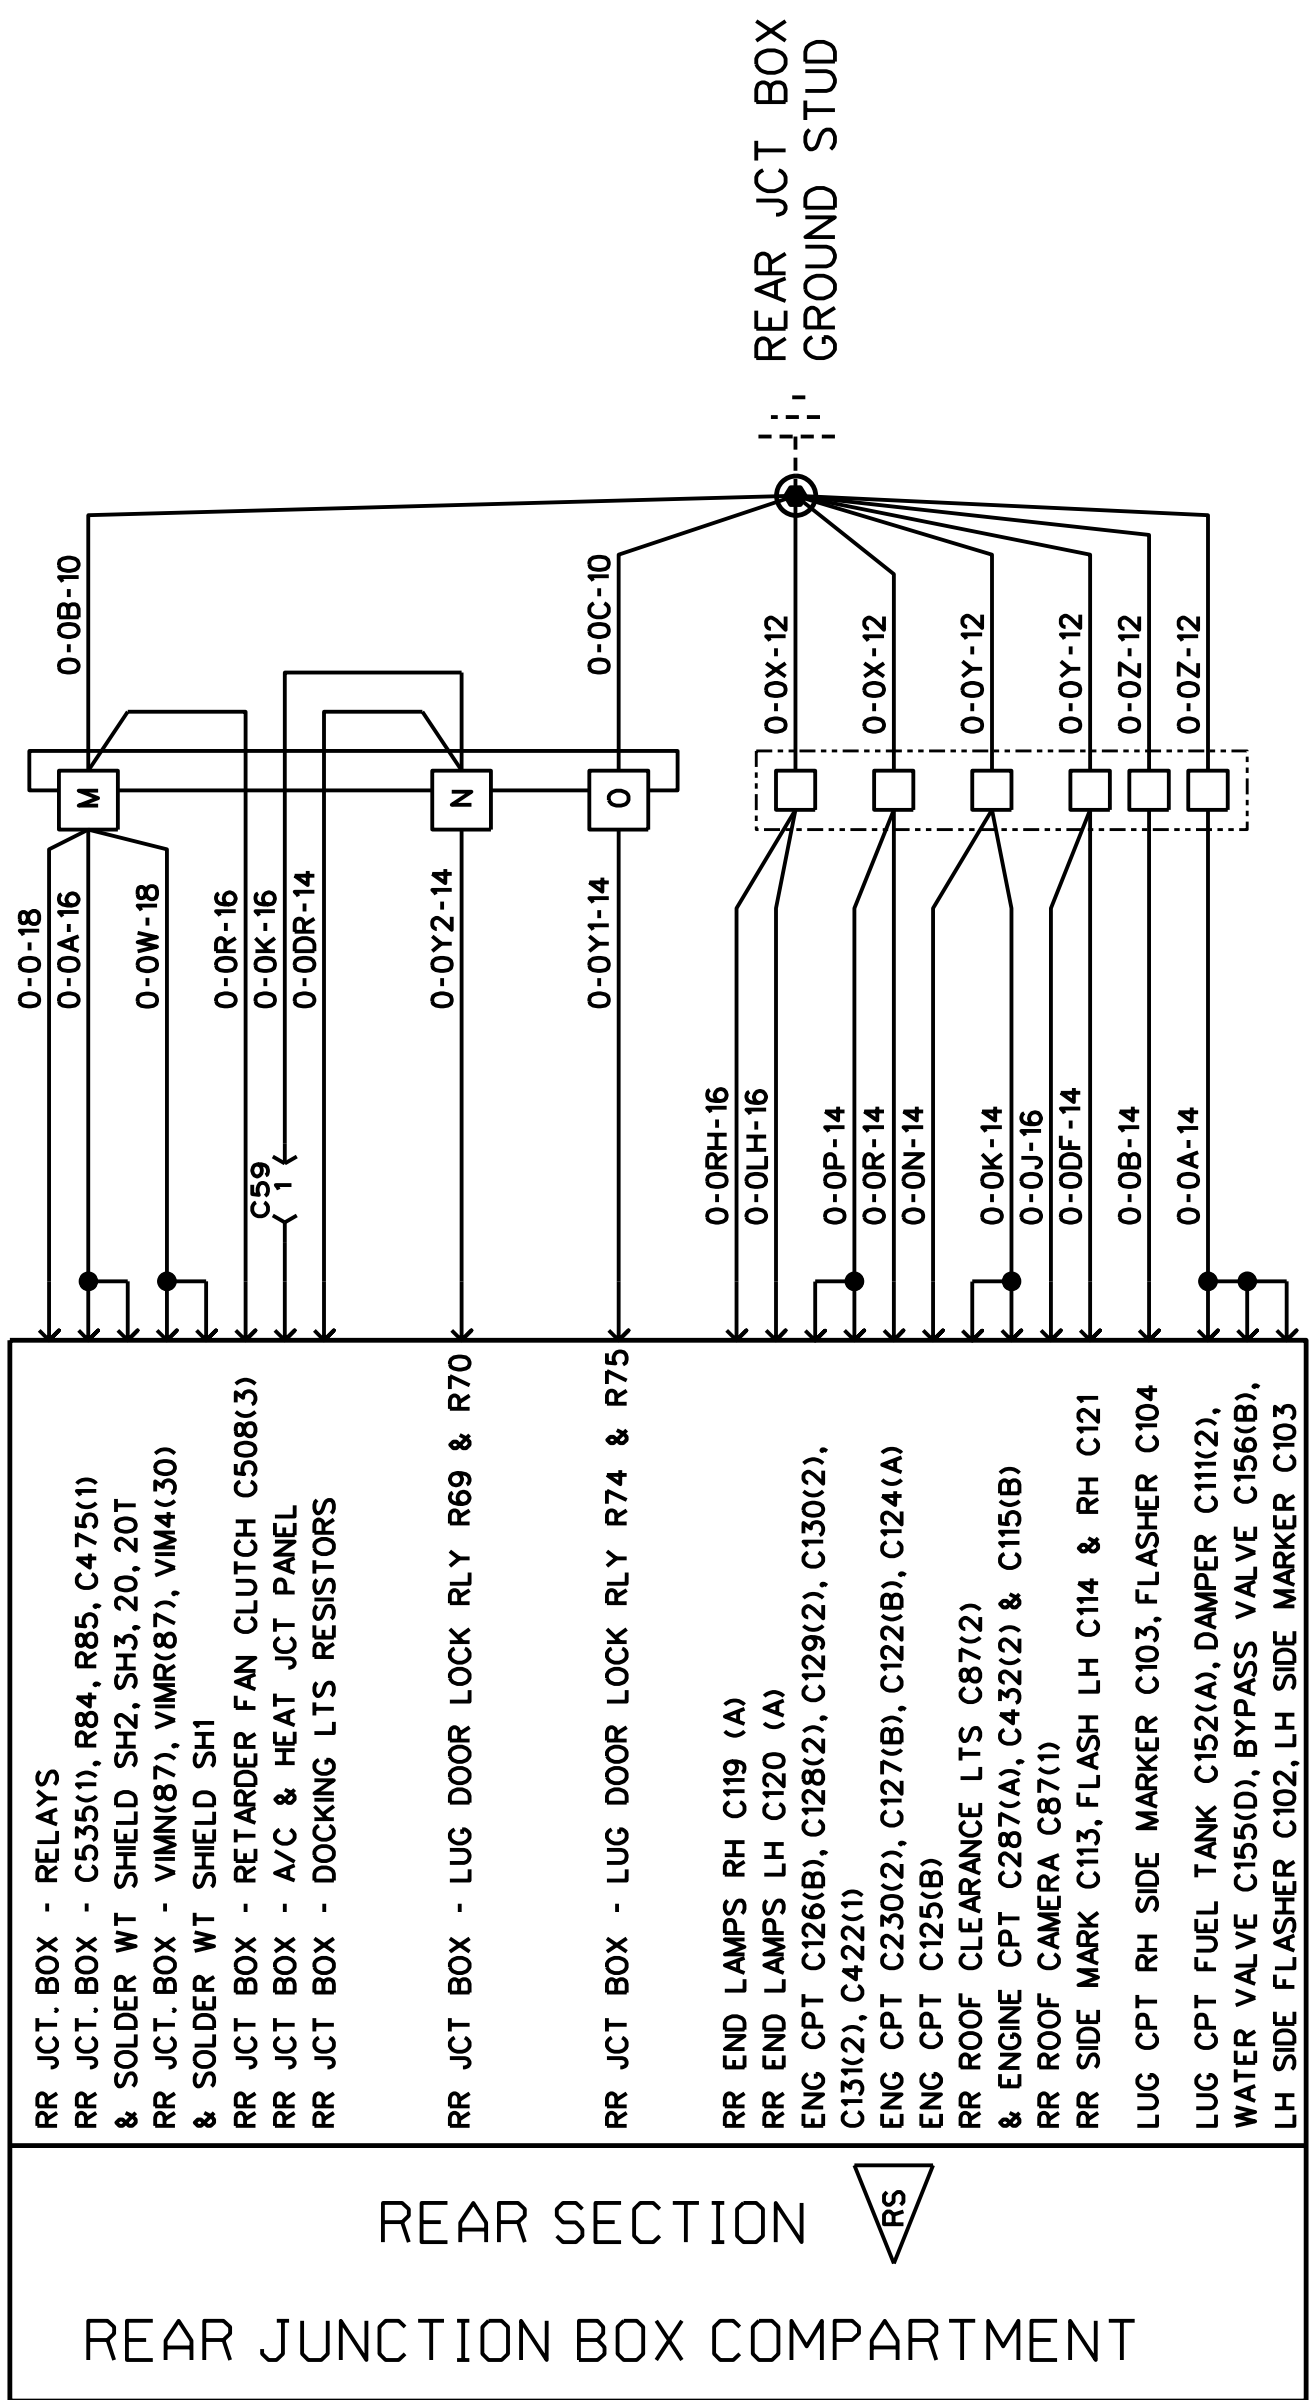 REAR JUNCTION BOX COMPARTMENT
REAR SECTION
RS
RR JCT. BOX - RELAYS
RR JCT. BOX - C535(1), R84, R85, C475(1)
& SOLDER WT SHIELD SH2, SH3, 20, 20T
RR JCT. BOX - VIMN(87), VIMR(87), VIM4(30)
& SOLDER WT SHIELD SH1
RR JCT BOX - RETARDER FAN CLUTCH C508(3)
RR JCT BOX - A/C & HEAT JCT PANEL
RR JCT BOX - DOCKING LTS RESISTORS
RR JCT BOX - LUG DOOR LOCK RLY R69 & R70
RR JCT BOX - LUG DOOR LOCK RLY R74 & R75
RR END LAMPS RH C119 (A)
RR END LAMPS LH C120 (A)
ENG CPT C126(B), C128(2), C129(2), C130(2),
C131(2), C422(1)
ENG CPT C230(2), C127(B), C122(B), C124(A)
ENG CPT C125(B)
RR ROOF CLEARANCE LTS C87(2)
& ENGINE CPT C287(A), C432(2) & C115(B)
RR ROOF CAMERA C87(1)
RR SIDE MARK C113, FLASH LH C114 & RH C121
LUG CPT RH SIDE MARKER C103, FLASHER C104
LUG CPT FUEL TANK C152(A), DAMPER C111(2),
WATER VALVE C155(D), BYPASS VALVE C156(B),
LH SIDE FLASHER C102, LH SIDE MARKER C103
0-0-18
0-0A-16
0-0W-18
0-0R-16
0-0K-16
0-0DR-14
C59
1
0-0Y2-14
0-0Y1-14
0-0RH-16
0-0LH-16
0-0P-14
0-0R-14
0-0N-14
0-0K-14
0-0J-16
0-0DF-14
0-0B-14
0-0A-14
M
N
O
0-0B-10
0-0C-10
0-0X-12
0-0X-12
0-0Y-12
0-0Y-12
0-0Z-12
0-0Z-12
REAR JCT BOX
GROUND STUD